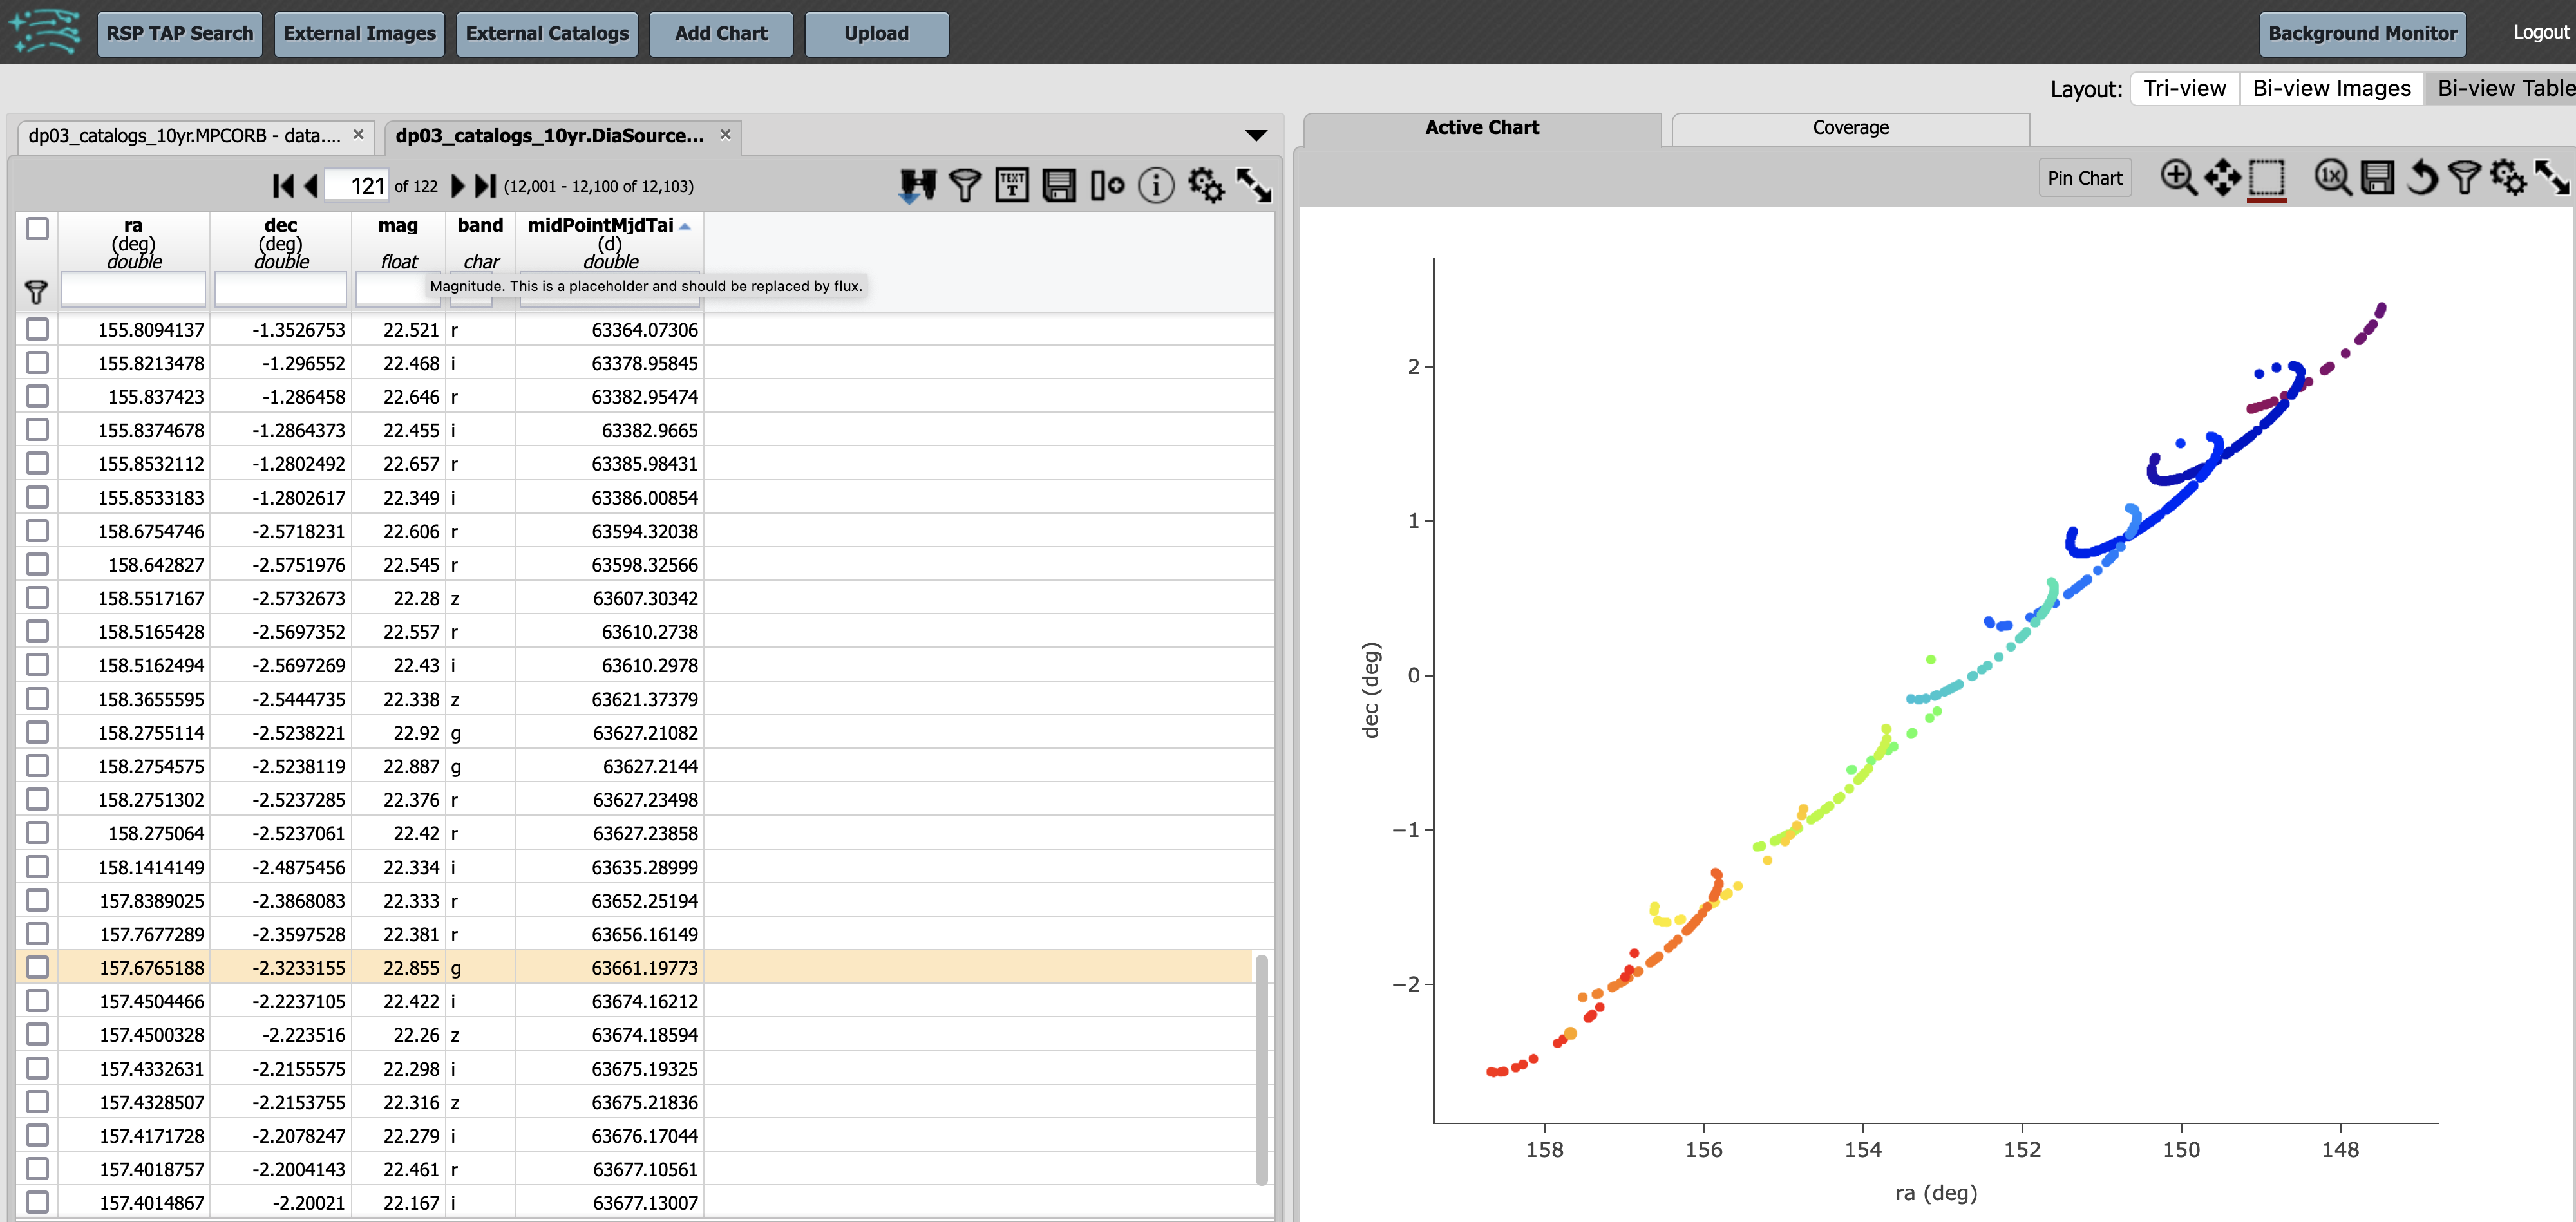 RSP TAP Search External Images External Catalogs Add Chart Upload Background Monitor Logout
Layout: Tri-view Bi-view Images Bi-view Table
dp03_catalogs_10yr.MPCORB - data.... × dp03_catalogs_10yr.DiaSource... ×
121 of 122 (12,001 - 12,100 of 12,103)
TEXT T
ra dec mag band midPointMjdTai
(deg) (deg) (d)
double double float char double
Magnitude. This is a placeholder and should be replaced by flux.
155.8094137 -1.3526753 22.521 r 63364.07306
155.8213478 -1.296552 22.468 i 63378.95845
155.837423 -1.286458 22.646 r 63382.95474
155.8374678 -1.2864373 22.455 i 63382.9665
155.8532112 -1.2802492 22.657 r 63385.98431
155.8533183 -1.2802617 22.349 i 63386.00854
158.6754746 -2.5718231 22.606 r 63594.32038
158.642827 -2.5751976 22.545 r 63598.32566
158.5517167 -2.5732673 22.28 z 63607.30342
158.5165428 -2.5697352 22.557 r 63610.2738
158.5162494 -2.5697269 22.43 i 63610.2978
158.3655595 -2.5444735 22.338 z 63621.37379
158.2755114 -2.5238221 22.92 g 63627.21082
158.2754575 -2.5238119 22.887 g 63627.2144
158.2751302 -2.5237285 22.376 r 63627.23498
158.275064 -2.5237061 22.42 r 63627.23858
158.1414149 -2.4875456 22.334 i 63635.28999
157.8389025 -2.3868083 22.333 r 63652.25194
157.7677289 -2.3597528 22.381 r 63656.16149
157.6765188 -2.3233155 22.855 g 63661.19773
157.4504466 -2.2237105 22.422 i 63674.16212
157.4500328 -2.223516 22.26 z 63674.18594
157.4332631 -2.2155575 22.298 i 63675.19325
157.4328507 -2.2153755 22.316 z 63675.21836
157.4171728 -2.2078247 22.279 i 63676.17044
157.4018757 -2.2004143 22.461 r 63677.10561
157.4014867 -2.20021 22.167 i 63677.13007
Active Chart Coverage
Pin Chart 1x
2
1
0
−1
−2
dec (deg)
158 156 154 152 150 148
ra (deg)